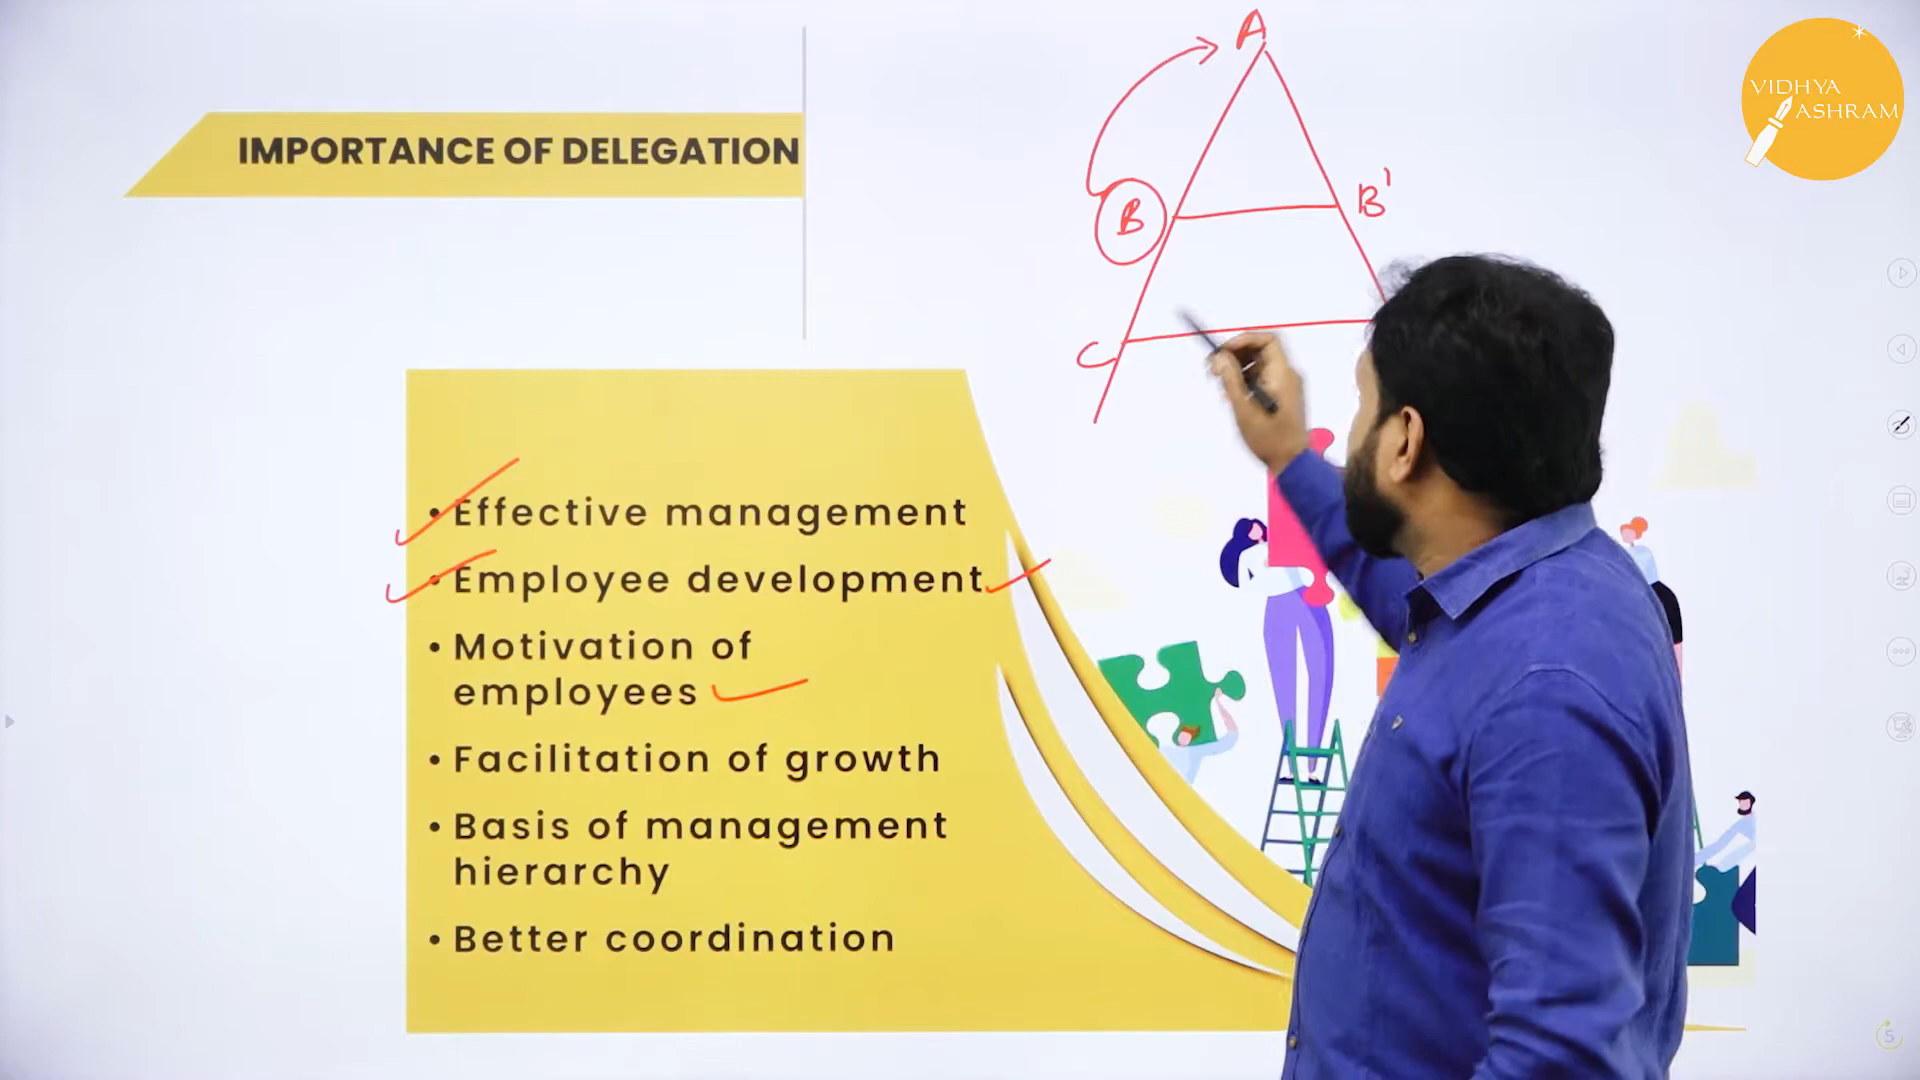 IMPORTANCE OF DELEGATION
A
B
B'
C
VIDHYA
ASHRAM
• Effective management
• Employee development
• Motivation of
employees
• Facilitation of growth
• Basis of management
hierarchy
• Better coordination
5